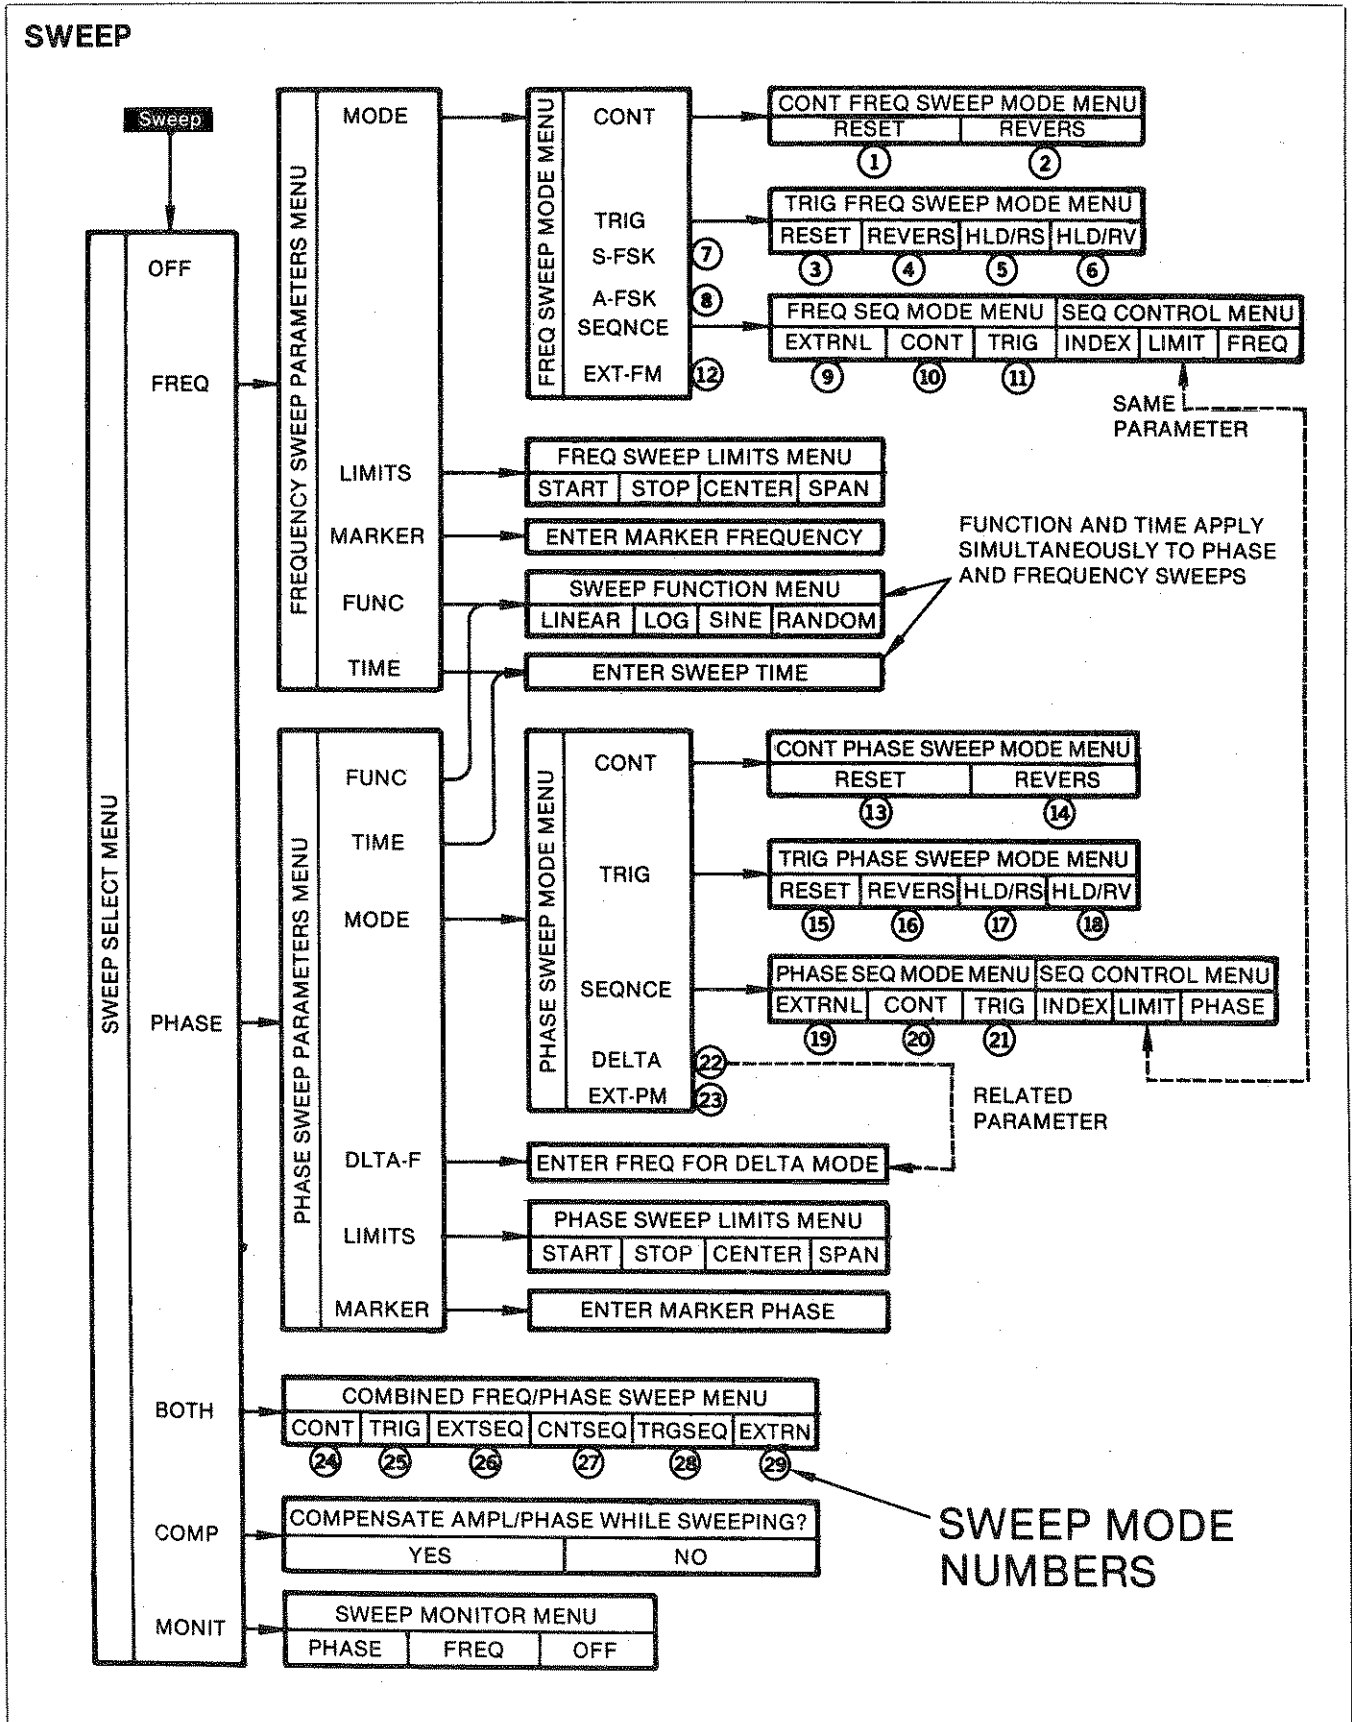 SWEEP
Sweep
SWEEP SELECT MENU
OFF
FREQ
PHASE
BOTH
COMP
MONIT
FREQUENCY SWEEP PARAMETERS MENU
MODE
LIMITS
MARKER
FUNC
TIME
FREQ SWEEP MODE MENU
CONT
TRIG
S-FSK 7
A-FSK 8
SEQNCE
EXT-FM 12
CONT FREQ SWEEP MODE MENU
RESET REVERS
1 2
TRIG FREQ SWEEP MODE MENU
RESET REVERS HLD/RS HLD/RV
3 4 5 6
FREQ SEQ MODE MENU SEQ CONTROL MENU
EXTRNL CONT TRIG INDEX LIMIT FREQ
9 10 11
SAME
PARAMETER
FREQ SWEEP LIMITS MENU
START STOP CENTER SPAN
ENTER MARKER FREQUENCY
SWEEP FUNCTION MENU
LINEAR LOG SINE RANDOM
ENTER SWEEP TIME
FUNCTION AND TIME APPLY
SIMULTANEOUSLY TO PHASE
AND FREQUENCY SWEEPS
PHASE SWEEP PARAMETERS MENU
FUNC
TIME
MODE
DLTA-F
LIMITS
MARKER
PHASE SWEEP MODE MENU
CONT
TRIG
SEQNCE
DELTA 22
EXT-PM 23
CONT PHASE SWEEP MODE MENU
RESET REVERS
13 14
TRIG PHASE SWEEP MODE MENU
RESET REVERS HLD/RS HLD/RV
15 16 17 18
PHASE SEQ MODE MENU SEQ CONTROL MENU
EXTRNL CONT TRIG INDEX LIMIT PHASE
19 20 21
RELATED
PARAMETER
ENTER FREQ FOR DELTA MODE
PHASE SWEEP LIMITS MENU
START STOP CENTER SPAN
ENTER MARKER PHASE
COMBINED FREQ/PHASE SWEEP MENU
CONT TRIG EXTSEQ CNTSEQ TRGSEQ EXTRN
24 25 26 27 28 29
SWEEP MODE
NUMBERS
COMPENSATE AMPL/PHASE WHILE SWEEPING?
YES NO
SWEEP MONITOR MENU
PHASE FREQ OFF